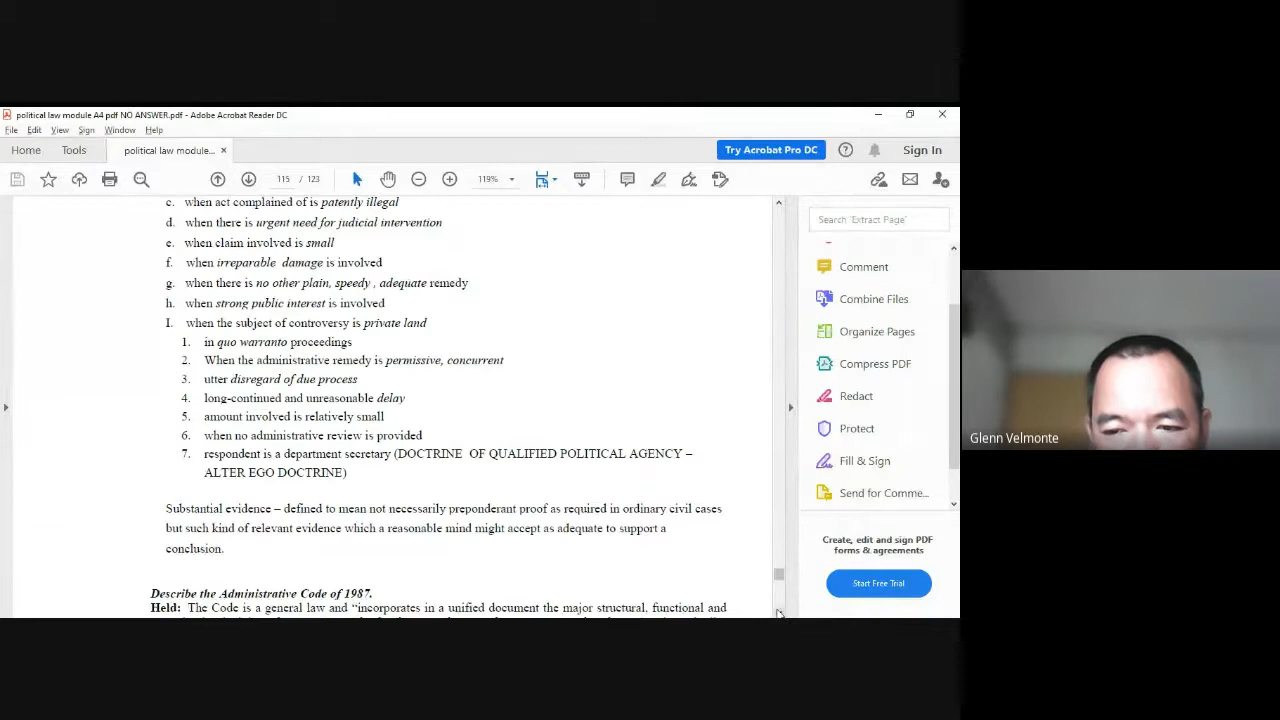 political law module A4 pdf NO ANSWER.pdf - Adobe Acrobat Reader DC
File Edit View Sign Window Help
Home Tools political law module... × Try Acrobat Pro DC Sign In
115 / 123 119%
c. when act complained of is patently illegal
d. when there is urgent need for judicial intervention
e. when claim involved is small
f. when irreparable damage is involved
g. when there is no other plain, speedy , adequate remedy
h. when strong public interest is involved
I. when the subject of controversy is private land
1. in quo warranto proceedings
2. When the administrative remedy is permissive, concurrent
3. utter disregard of due process
4. long-continued and unreasonable delay
5. amount involved is relatively small
6. when no administrative review is provided
7. respondent is a department secretary (DOCTRINE OF QUALIFIED POLITICAL AGENCY –
ALTER EGO DOCTRINE)
Substantial evidence – defined to mean not necessarily preponderant proof as required in ordinary civil cases
but such kind of relevant evidence which a reasonable mind might accept as adequate to support a
conclusion.
Describe the Administrative Code of 1987.
Held: The Code is a general law and “incorporates in a unified document the major structural, functional and
Search 'Extract Page'
Comment
Combine Files
Organize Pages
Compress PDF
Redact
Protect
Fill & Sign
Send for Comme...
Create, edit and sign PDF
forms & agreements
Start Free Trial
Glenn Velmonte